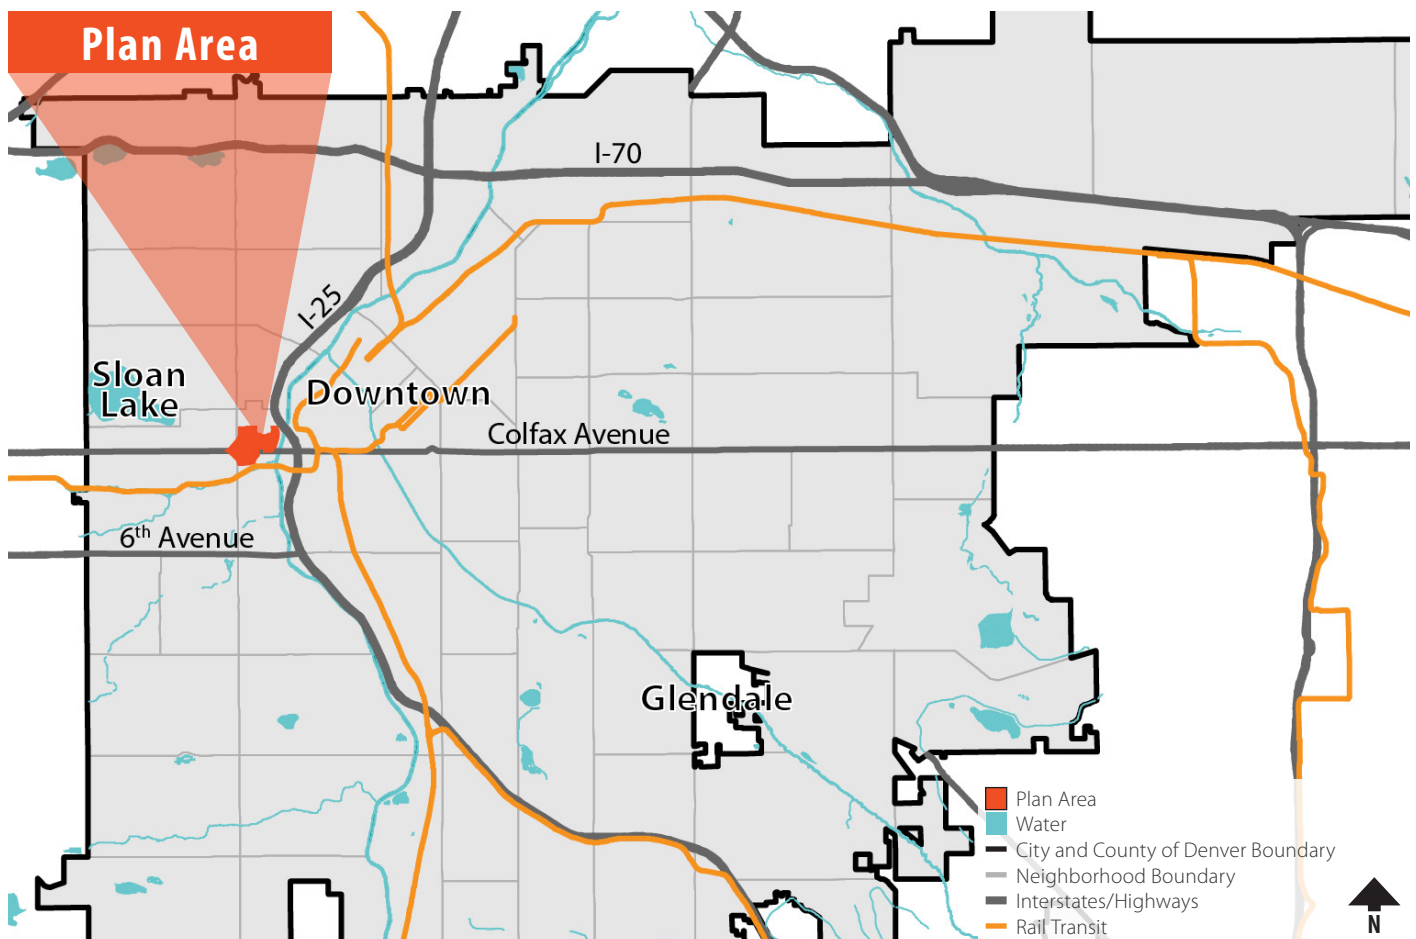 Plan Area
I-70
I-25
Sloan
Lake
Downtown
Colfax Avenue
6th Avenue
Glendale
Plan Area
Water
City and County of Denver Boundary
Neighborhood Boundary
Interstates/Highways
Rail Transit
N